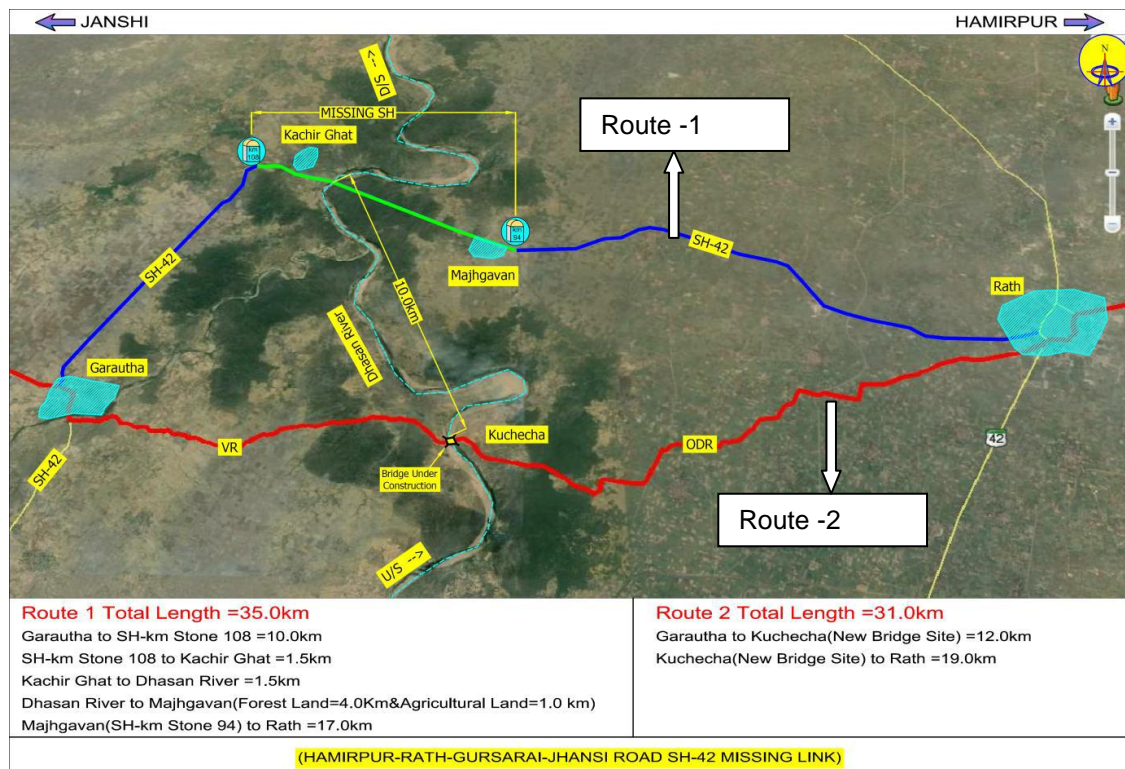 JANSHI
HAMIRPUR
N
D/S --->
MISSING SH
Kachir Ghat
km
108
Route -1
SH-42
km
94
SH-42
Majhgavan
Rath
10.0km
Dhasan River
Garautha
Kuchecha
VR
ODR
42
Bridge Under
Construction
SH-42
Route -2
U/S -->
Route 1 Total Length =35.0km
Garautha to SH-km Stone 108 =10.0km
SH-km Stone 108 to Kachir Ghat =1.5km
Kachir Ghat to Dhasan River =1.5km
Dhasan River to Majhgavan(Forest Land=4.0Km&Agricultural Land=1.0 km)
Majhgavan(SH-km Stone 94) to Rath =17.0km
Route 2 Total Length =31.0km
Garautha to Kuchecha(New Bridge Site) =12.0km
Kuchecha(New Bridge Site) to Rath =19.0km
(HAMIRPUR-RATH-GURSARAI-JHANSI ROAD SH-42 MISSING LINK)